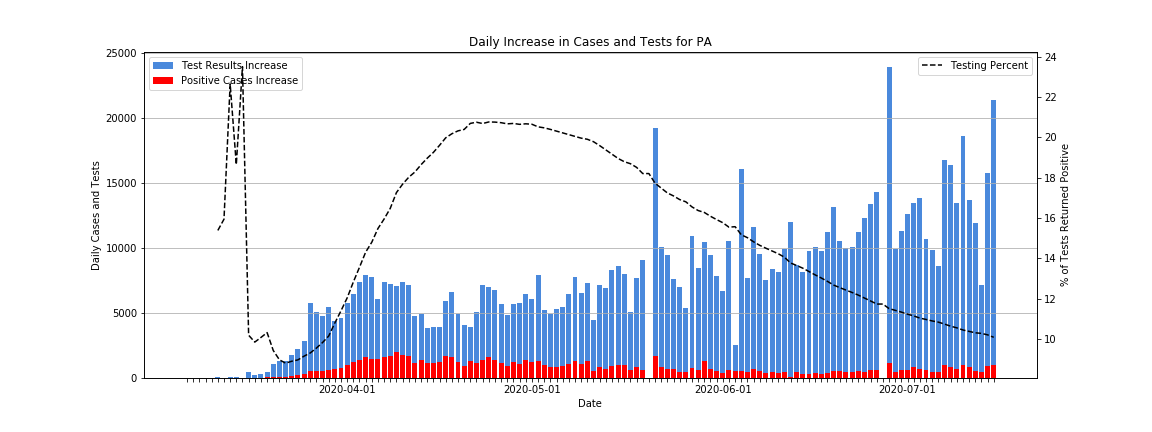 Daily Increase in Cases and Tests for PA
25000
20000
15000
10000
5000
0
Daily Cases and Tests
Test Results Increase
Positive Cases Increase
Testing Percent
24
22
20
18
16
14
12
10
% of Tests Returned Positive
2020-04-01
2020-05-01
2020-06-01
2020-07-01
Date